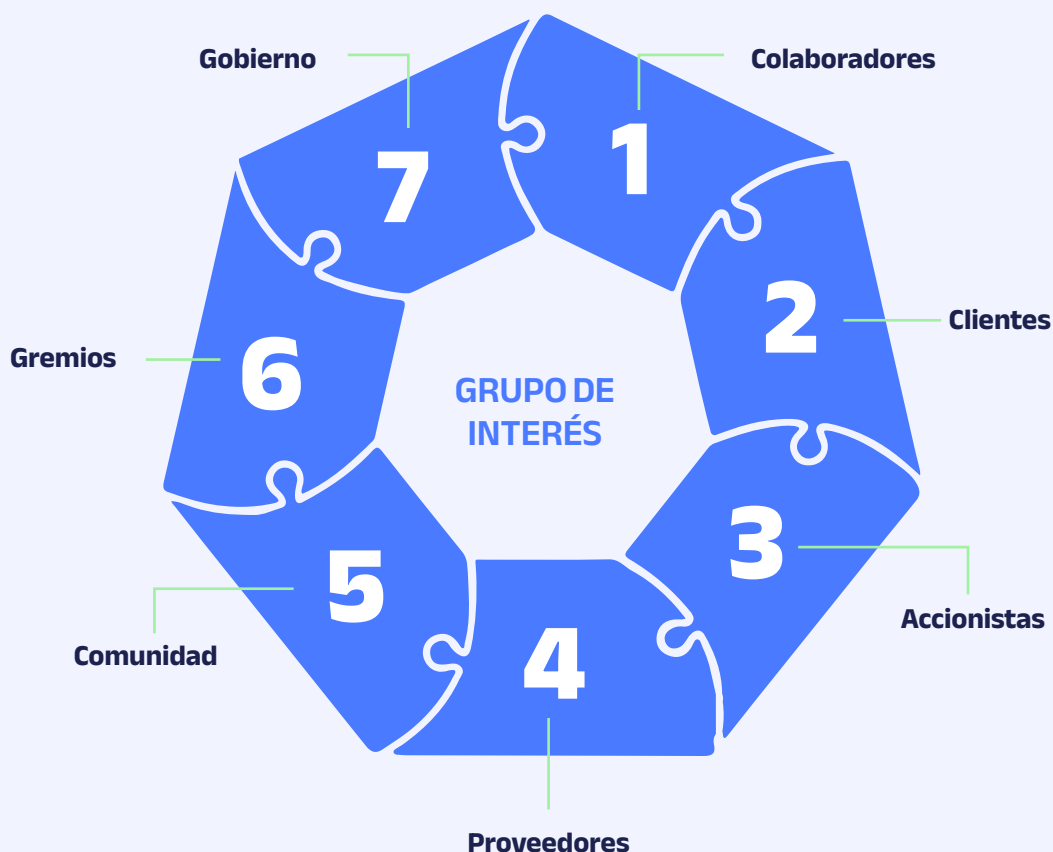 Gobierno
Colaboradores
7
1
2
Clientes
Gremios
6
GRUPO DE
INTERÉS
3
5
Accionistas
Comunidad
4
Proveedores